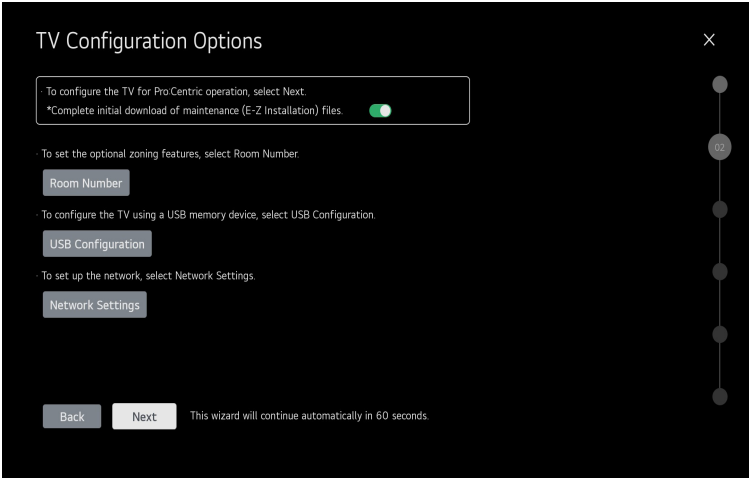 TV Configuration Options
X
· To configure the TV for Pro:Centric operation, select Next.
*Complete initial download of maintenance (E-Z Installation) files.
02
· To set the optional zoning features, select Room Number.
Room Number
· To configure the TV using a USB memory device, select USB Configuration.
USB Configuration
· To set up the network, select Network Settings.
Network Settings
Back
Next
This wizard will continue automatically in 60 seconds.